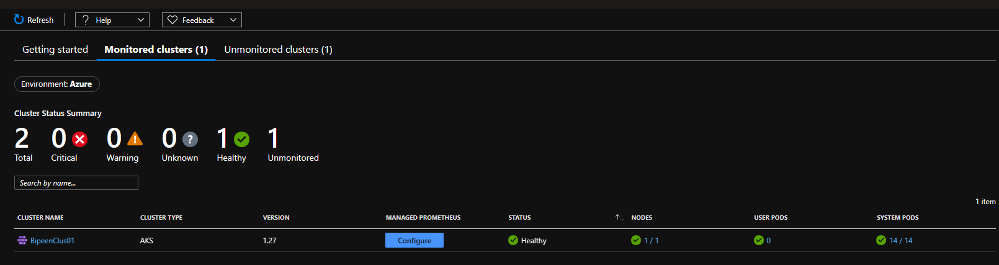 Refresh Help Feedback
Getting started Monitored clusters (1) Unmonitored clusters (1)
Environment: Azure
Cluster Status Summary
2 0 0 0 1 1
Total Critical Warning Unknown Healthy Unmonitored
Search by name...
1 item
CLUSTER NAME CLUSTER TYPE VERSION MANAGED PROMETHEUS STATUS NODES USER PODS SYSTEM PODS
BipeenClus01 AKS 1.27 Configure Healthy 1 / 1 0 14 / 14